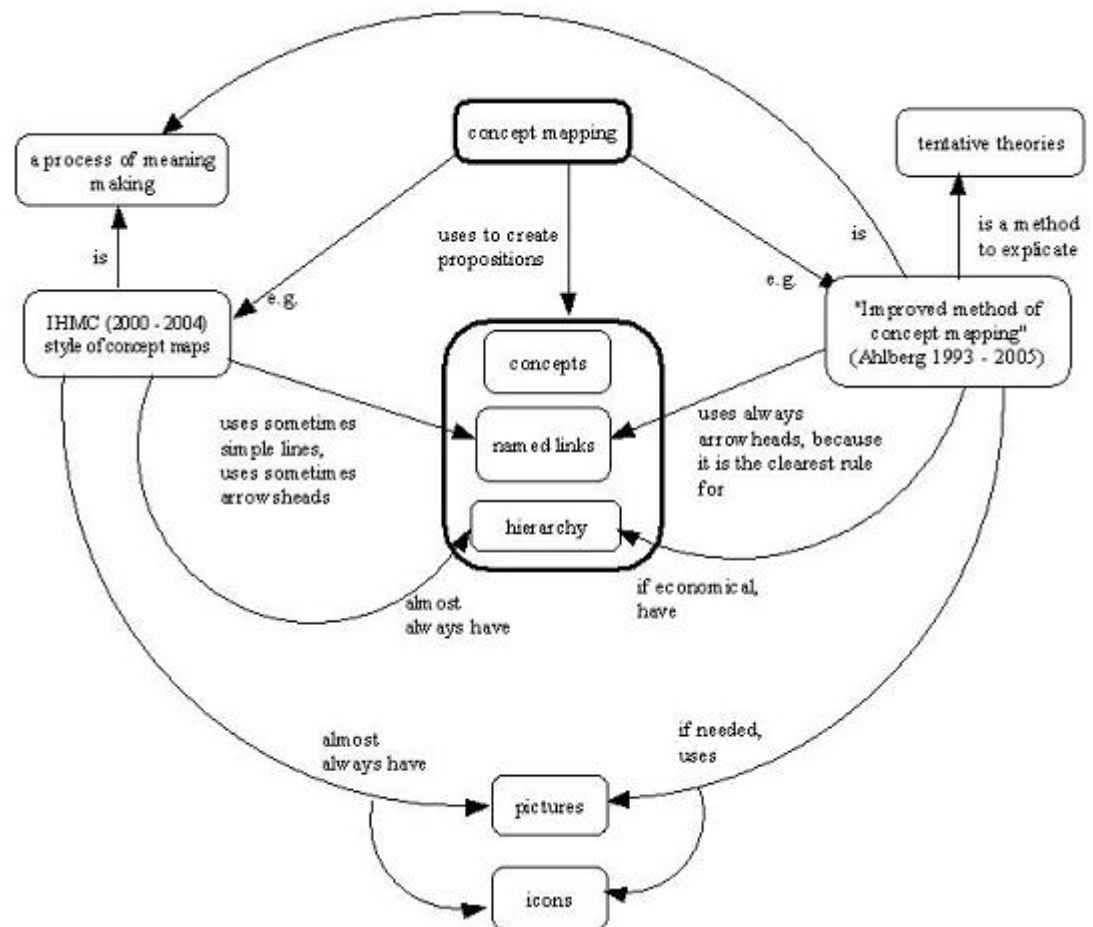 concept mapping
tentative theories
a process of meaning
making
uses to create
propositions
is
is a method
to explicate
is
e.g.
e.g.
IHMC (2000 - 2004)
style of concept maps
"Improved method of
concept mapping"
(Ahlberg 1993 - 2005)
concepts
uses sometimes
simple lines,
uses sometimes
arrowsheads
named links
uses always
arrowheads, because
it is the clearest rule
for
hierarchy
almost
always have
if economical,
have
almost
always have
if needed,
uses
pictures
icons